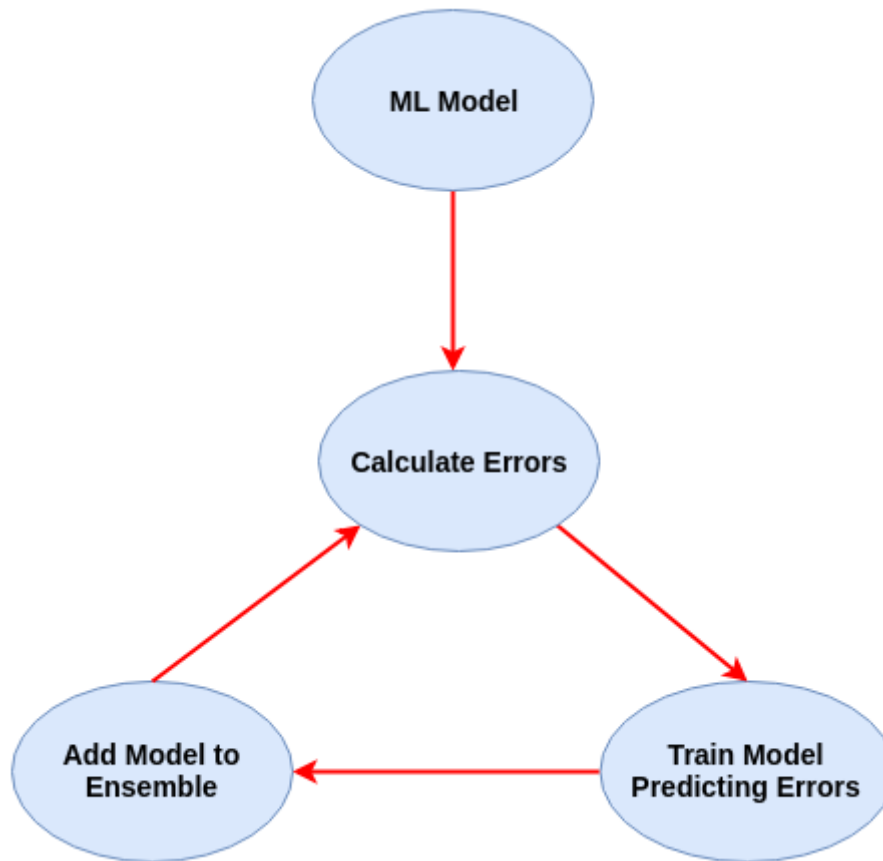 ML Model
Calculate Errors
Add Model to
Ensemble
Train Model
Predicting Errors